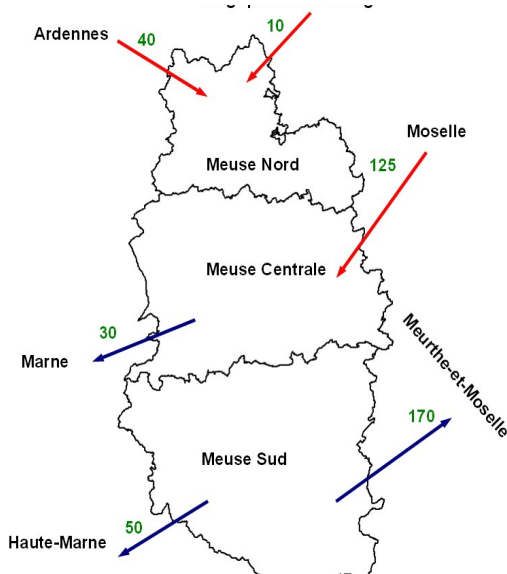 Ardennes
40
10
Moselle
125
Meuse Nord
Meuse Centrale
30
Marne
Meurthe-et-Moselle
170
Meuse Sud
50
Haute-Marne